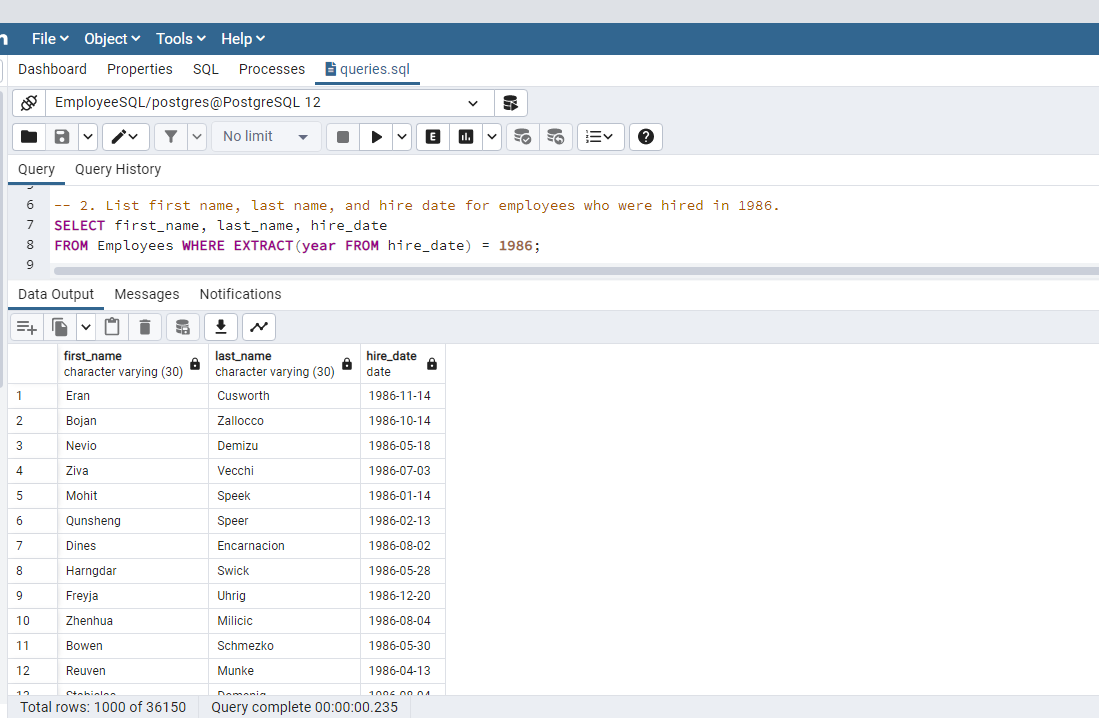 n File Object Tools Help
Dashboard Properties SQL Processes queries.sql
EmployeeSQL/postgres@PostgreSQL 12
No limit E
Query Query History
6 -- 2. List first name, last name, and hire date for employees who were hired in 1986.
7 SELECT first_name, last_name, hire_date
8 FROM Employees WHERE EXTRACT(year FROM hire_date) = 1986;
9
Data Output Messages Notifications
first_name last_name hire_date
character varying (30) character varying (30) date
1 Eran Cusworth 1986-11-14
2 Bojan Zallocco 1986-10-14
3 Nevio Demizu 1986-05-18
4 Ziva Vecchi 1986-07-03
5 Mohit Speek 1986-01-14
6 Qunsheng Speer 1986-02-13
7 Dines Encarnacion 1986-08-02
8 Harngdar Swick 1986-05-28
9 Freyja Uhrig 1986-12-20
10 Zhenhua Milicic 1986-08-04
11 Bowen Schmezko 1986-05-30
12 Reuven Munke 1986-04-13
Total rows: 1000 of 36150 Query complete 00:00:00.235